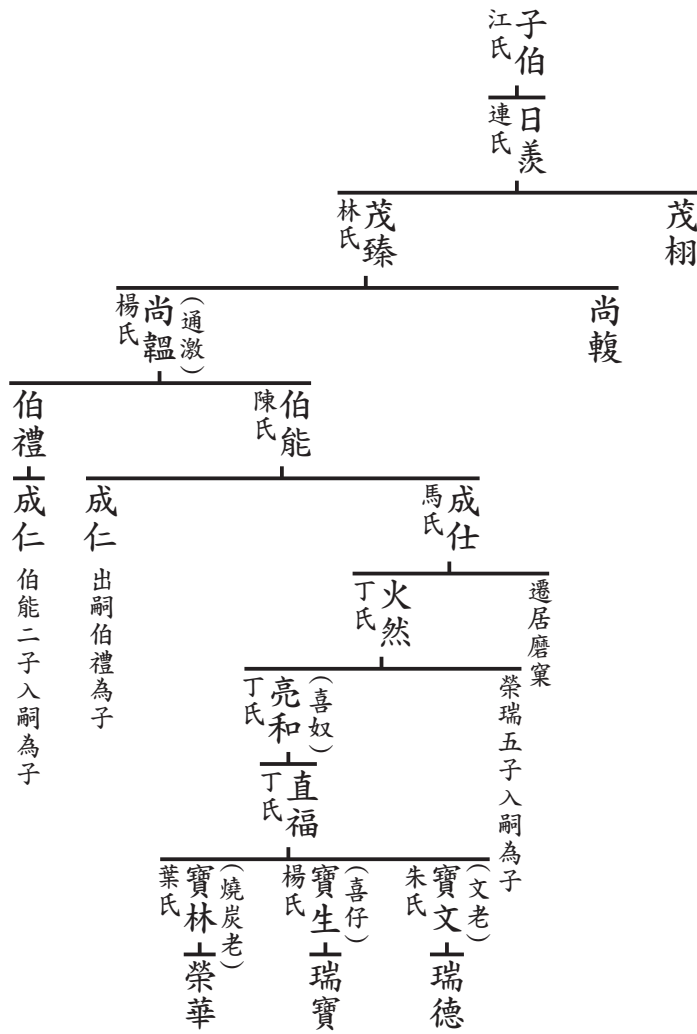 子伯
江氏
日羨
連氏
茂栩
茂臻
林氏
尚輹
(通激)
尚韞
楊氏
伯能
陳氏
伯禮
成仕
馬氏
成仁 出嗣伯禮為子
成仁 伯能二子入嗣為子
遷居磨窠
火然
丁氏
榮瑞五子入嗣為子
(喜奴)
亮和
丁氏
直福
丁氏
(文老)
寶文
朱氏
(喜仔)
寶生
楊氏
(燒炭老)
寶林
葉氏
瑞德
瑞寶
榮華